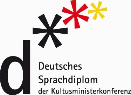 d
Deutsches
Sprachdiplom
der Kultusministerkonferenz